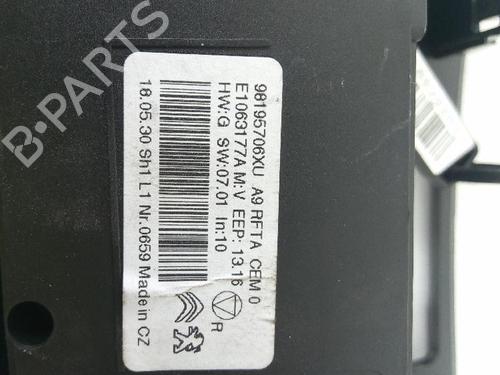 98195706XU A9 RFTA CEM 0
E1063177A M:V EEP: 13.16
HW:G SW:07.01 In:10
R
18.05.30 Sh1 L1 Nr.0659 Made in CZ
B-PARTS